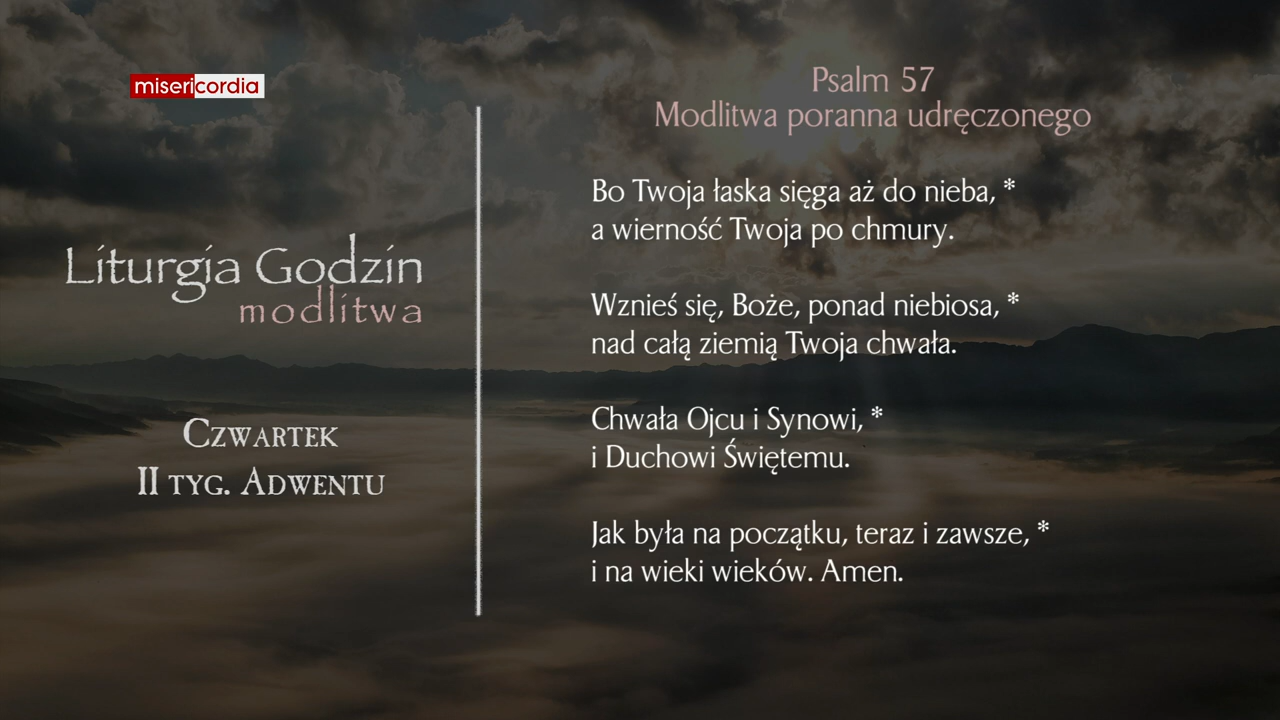 misericordia
Liturgia Godzin
modlitwa
Czwartek
II tyg. Adwentu
Psalm 57
Modlitwa poranna udręczonego
Bo Twoja łaska sięga aż do nieba, *
a wierność Twoja po chmury.
Wznieś się, Boże, ponad niebiosa, *
nad całą ziemią Twoja chwała.
Chwała Ojcu i Synowi, *
i Duchowi Świętemu.
Jak była na początku, teraz i zawsze, *
i na wieki wieków. Amen.